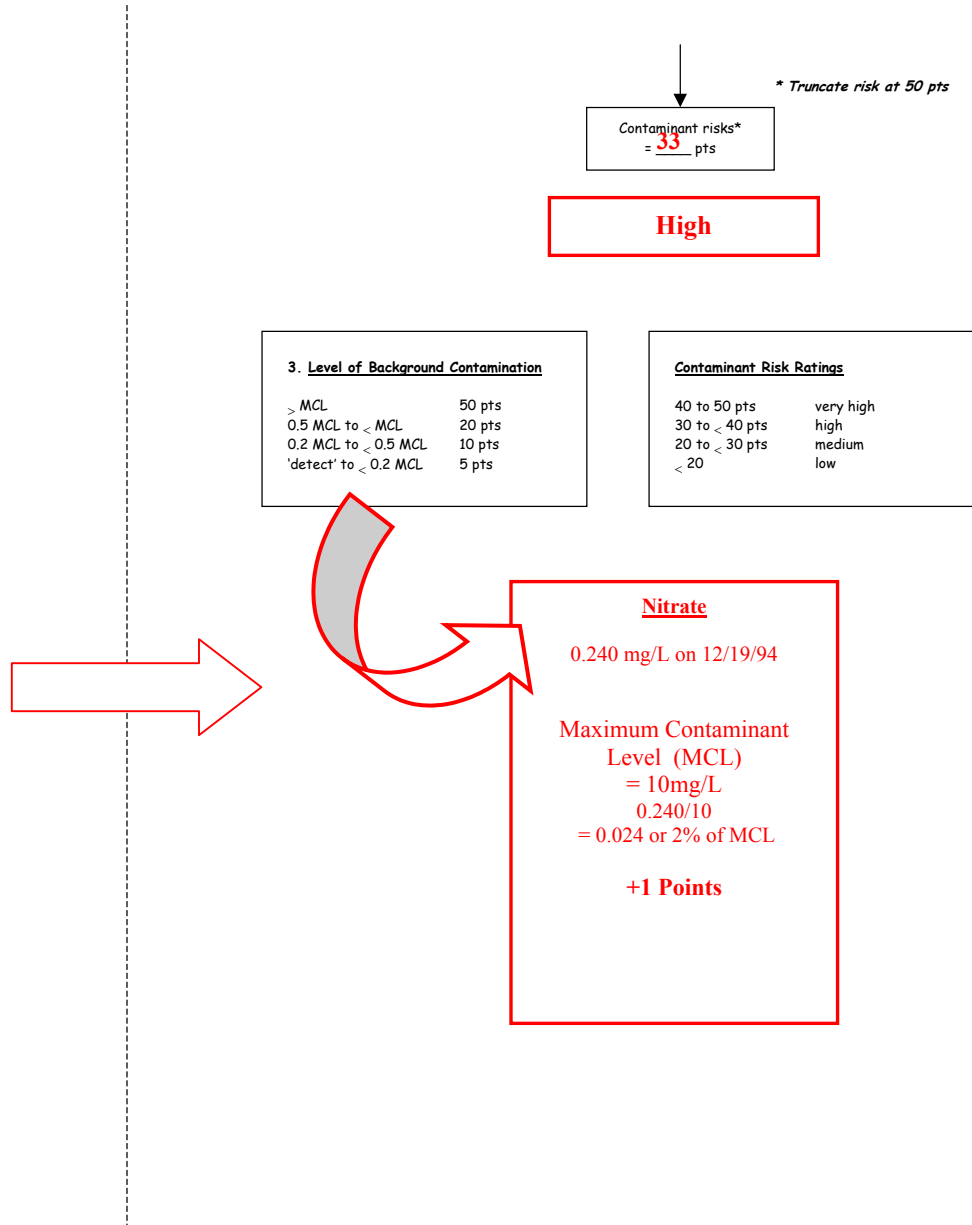 * Truncate risk at 50 pts
Contaminant risks*
= 33 pts
High
3. Level of Background Contamination
> MCL 50 pts
0.5 MCL to < MCL 20 pts
0.2 MCL to < 0.5 MCL 10 pts
‘detect’ to < 0.2 MCL 5 pts
Contaminant Risk Ratings
40 to 50 pts very high
30 to < 40 pts high
20 to < 30 pts medium
< 20 low
Nitrate
0.240 mg/L on 12/19/94
Maximum Contaminant
Level (MCL)
= 10mg/L
0.240/10
= 0.024 or 2% of MCL
+1 Points